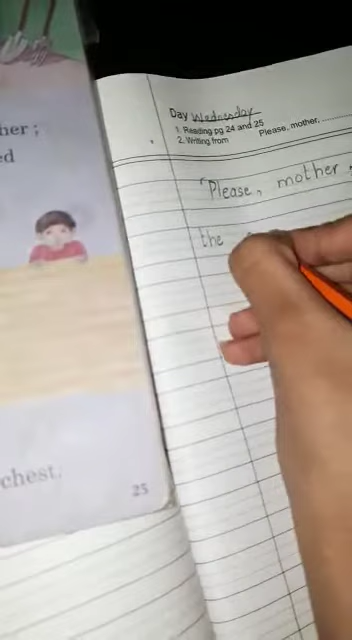 her ;
ed
chest.
25
Day Wednesday
1. Reading pg 24 and 25
2. Writing from Please, mother, ..........
"Please, mother,
the